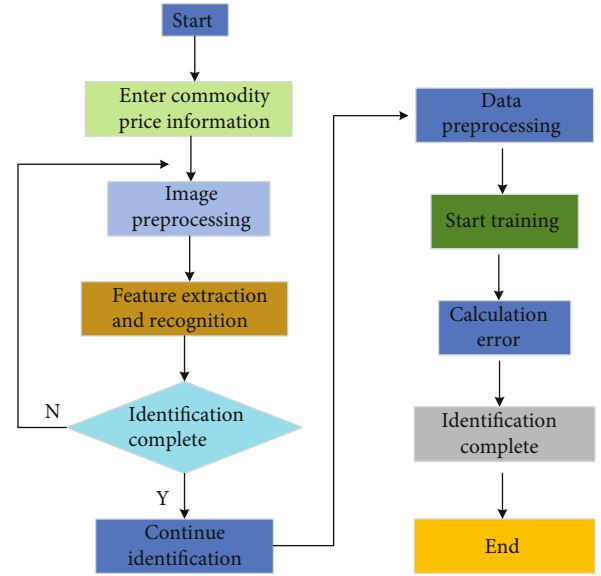 Start
Enter commodity
price information
Image
preprocessing
Feature extraction
and recognition
Identification
complete
N
Y
Continue
identification
Data
preprocessing
Start training
Calculation
error
Identification
complete
End